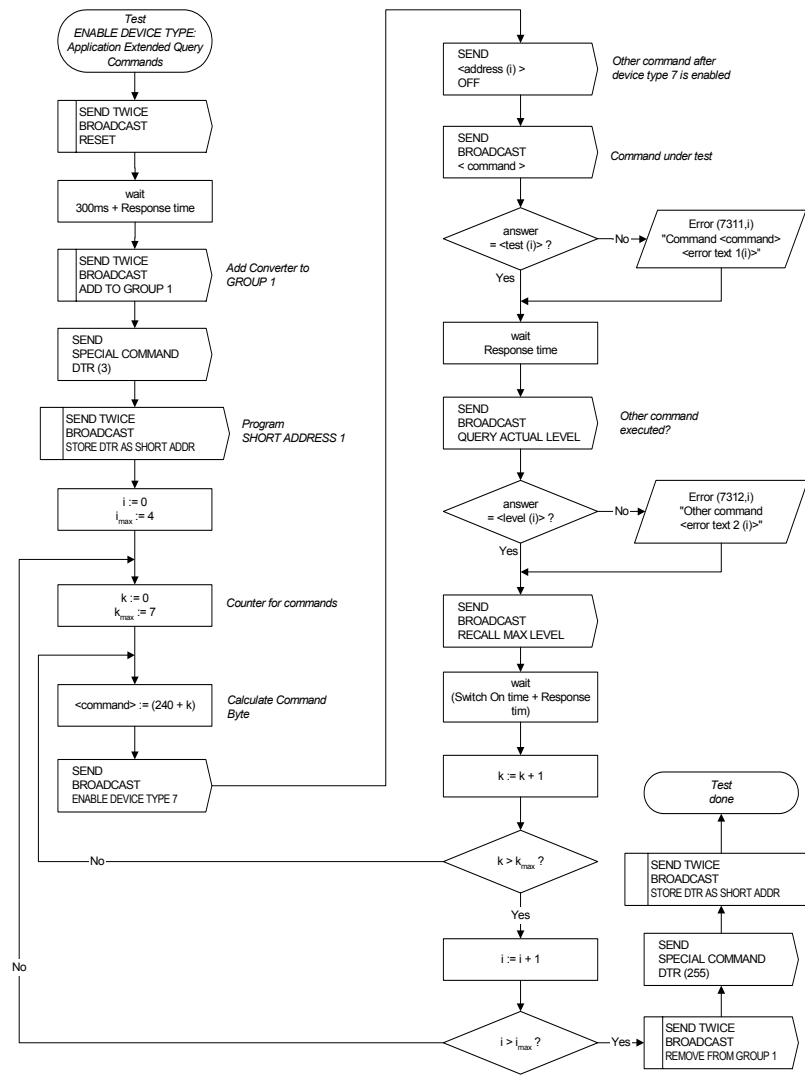 Test
ENABLE DEVICE TYPE:
Application Extended Query
Commands
SEND TWICE
BROADCAST
RESET
wait
300ms + Response time
SEND TWICE
BROADCAST
ADD TO GROUP 1
Add Converter to
GROUP 1
SEND
SPECIAL COMMAND
DTR (3)
SEND TWICE
BROADCAST
STORE DTR AS SHORT ADDR
Program
SHORT ADDRESS 1
i := 0
imax := 4
k := 0
kmax := 7
Counter for commands
<command> := (240 + k)
Calculate Command
Byte
SEND
BROADCAST
ENABLE DEVICE TYPE 7
SEND
<address (i) >
OFF
Other command after
device type 7 is enabled
SEND
BROADCAST
< command >
Command under test
answer
= <test (i)> ?
No
Error (7311,i)
"Command <command>
<error text 1(i)>"
Yes
wait
Response time
SEND
BROADCAST
QUERY ACTUAL LEVEL
Other command
executed?
answer
= <level (i)> ?
No
Error (7312,i)
"Other command
<error text 2 (i)>"
Yes
SEND
BROADCAST
RECALL MAX LEVEL
wait
(Switch On time + Response
tim)
k := k + 1
k > kmax ?
No
Yes
i := i + 1
i > imax ?
No
Yes
SEND TWICE
BROADCAST
REMOVE FROM GROUP 1
SEND
SPECIAL COMMAND
DTR (255)
SEND TWICE
BROADCAST
STORE DTR AS SHORT ADDR
Test
done